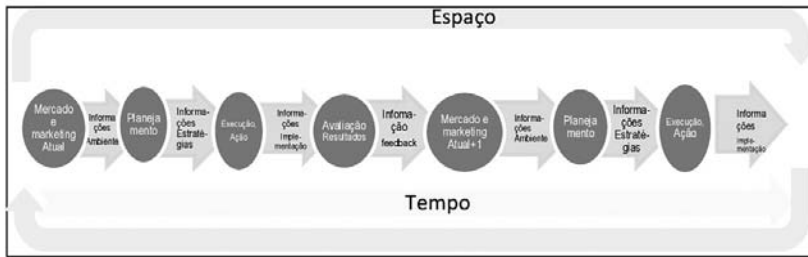 Espaço
Mercado
e
marketing
Atual
Informa-
ções
Ambiente
Planeja
mento
Informa-
ções
Estraté-
gias
Execução,
Ação
Informa-
ções
Imple-
mentação
Avaliação
Resultados
Infoma-
ção
feedback
Mercado e
marketing
Atual+1
Informa-
ções
Ambiente
Planeja
mento
Informa-
ções
Estraté-
gias
Execução,
Ação
Informa
ções
Imple-
mentação
Tempo